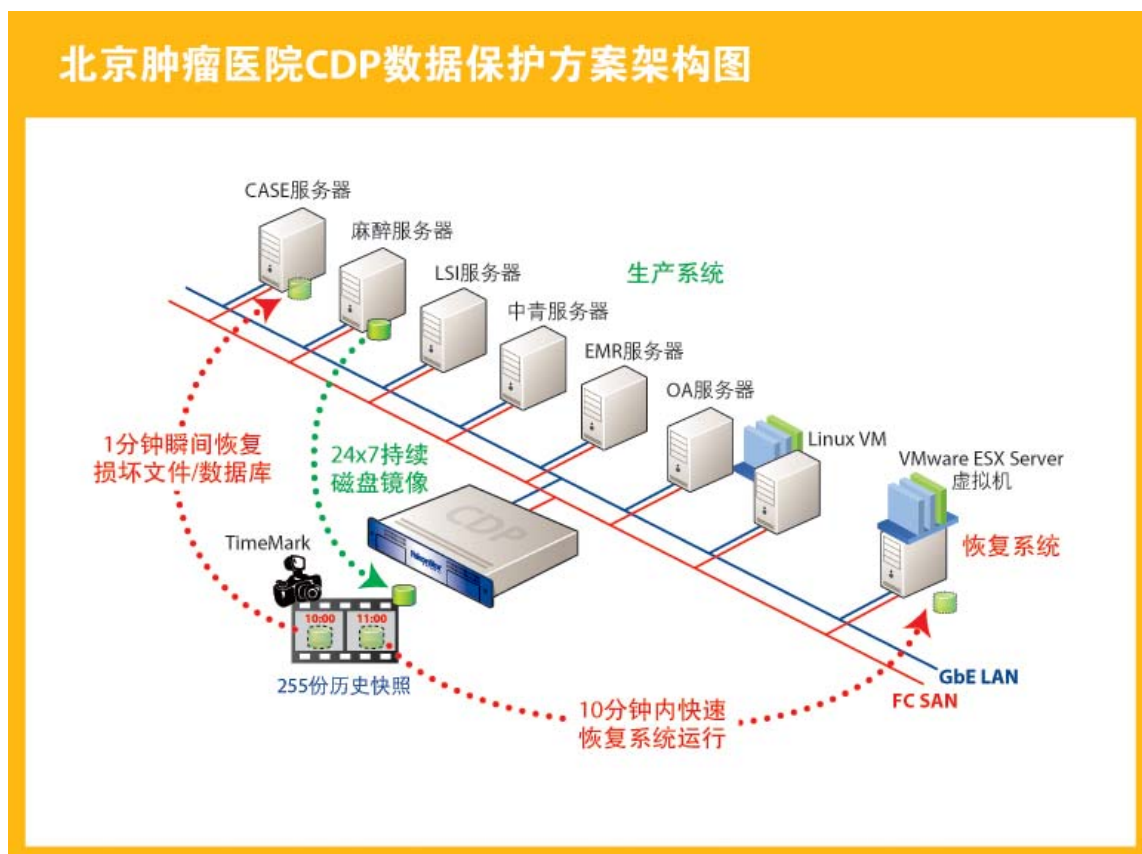 北京肿瘤医院CDP数据保护方案架构图
CASE服务器
麻醉服务器
LSI服务器
生产系统
中青服务器
EMR服务器
OA服务器
Linux VM
VMware ESX Server
虚拟机
1分钟瞬间恢复
损坏文件/数据库
24x7持续
磁盘镜像
CDP
恢复系统
TimeMark
10:00
11:00
255份历史快照
GbE LAN
FC SAN
10分钟内快速
恢复系统运行